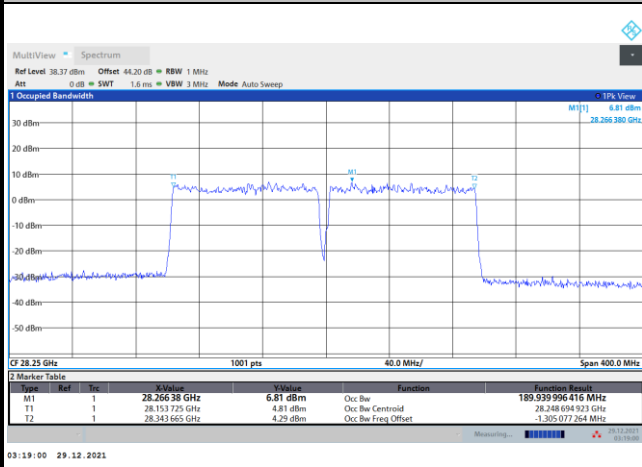 MultiView Spectrum
Ref Level 38.37 dBm Offset 44.20 dB RBW 1 MHz
Att 0 dB SWT 1.6 ms VBW 3 MHz Mode Auto Sweep
1 Occupied Bandwidth 1Pk View
M1[1] 6.81 dBm
28.266 380 GHz
30 dBm
20 dBm
10 dBm
0 dBm
-10 dBm
-20 dBm
-30 dBm
-40 dBm
-50 dBm
T1 M1 T2
CF 28.25 GHz 1001 pts 40.0 MHz/ Span 400.0 MHz
2 Marker Table
Type Ref Trc X-Value Y-Value Function Function Result
M1 1 28.266 38 GHz 6.81 dBm Occ Bw 189.939 996 416 MHz
T1 1 28.153 725 GHz 4.81 dBm Occ Bw Centroid 28.248 694 923 GHz
T2 1 28.343 665 GHz 4.29 dBm Occ Bw Freq Offset -1.305 077 264 MHz
Measuring... 29.12.2021
03:19:00
03:19:00 29.12.2021